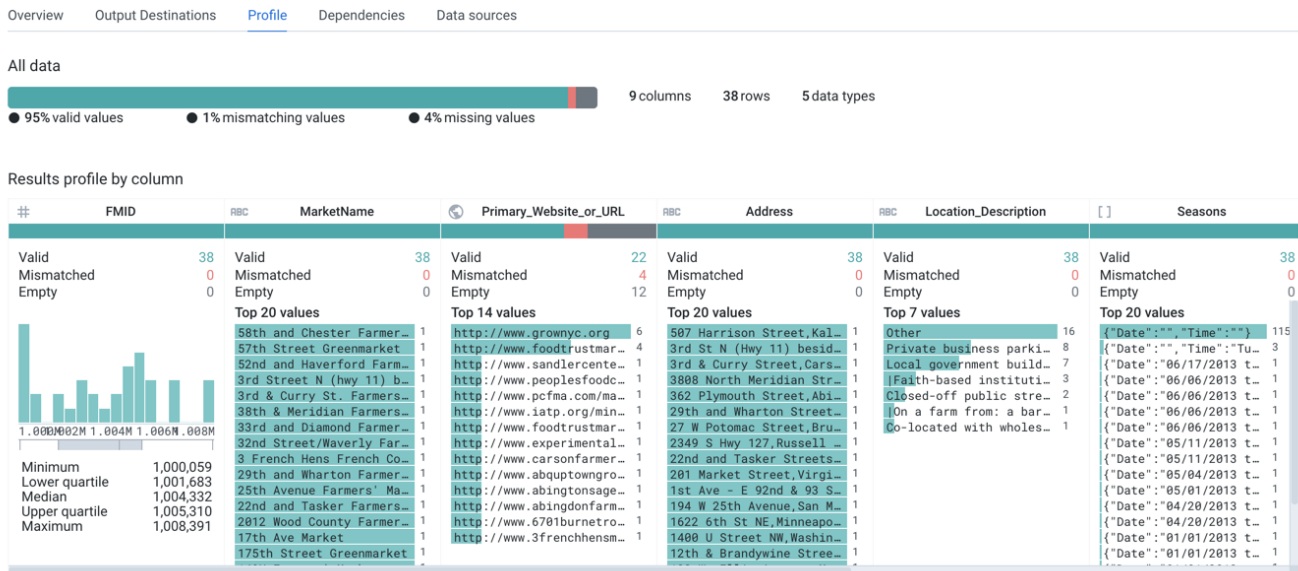 Overview Output Destinations Profile Dependencies Data sources
All data
9 columns 38 rows 5 data types
95% valid values 1% mismatching values 4% missing values
Results profile by column
# FMID ABC MarketName Primary_Website_or_URL ABC Address ABC Location_Description [ ] Seasons
Valid 38 Valid 38 Valid 22 Valid 38 Valid 38 Valid 38
Mismatched 0 Mismatched 0 Mismatched 4 Mismatched 0 Mismatched 0 Mismatched 0
Empty 0 Empty 0 Empty 12 Empty 0 Empty 0 Empty 0
Top 20 values Top 14 values Top 20 values Top 7 values Top 20 values
58th and Chester Farmer… 1 http://www.grownyc.org 6 507 Harrison Street,Kal… 1 Other 16 {"Date":"","Time":""} 115
57th Street Greenmarket 1 http://www.foodtrustmar… 4 3rd St N (Hwy 11) besid… 1 Private business parki… 8 {"Date":"","Time":"Tu… 3
52nd and Haverford Farm… 1 http://www.sandlercente… 1 3rd & Curry Street,Cars… 1 Local government build… 7 {"Date":"06/17/2013 t… 1
3rd Street N (hwy 11) b… 1 http://www.peoplesfoodc… 1 3808 North Meridian Str… 1 |Faith-based instituti… 3 {"Date":"06/06/2013 t… 1
3rd & Curry St. Farmers… 1 http://www.pcfma.com/ma… 1 362 Plymouth Street,Abi… 1 Closed-off public stre… 2 {"Date":"06/06/2013 t… 1
38th & Meridian Farmers… 1 http://www.iatp.org/min… 1 29th and Wharton Street… 1 |On a farm from: a bar… 1 {"Date":"06/06/2013 t… 1
33rd and Diamond Farmer… 1 http://www.foodtrustmar… 1 27 W Potomac Street,Bru… 1 Co-located with wholes… 1 {"Date":"06/06/2013 t… 1
32nd Street/Waverly Far… 1 http://www.experimental… 1 2349 S Hwy 127,Russell … 1 {"Date":"05/11/2013 t… 1
3 French Hens French Co… 1 http://www.carsonfarmer… 1 22nd and Tasker Streets… 1 {"Date":"05/11/2013 t… 1
29th and Wharton Farmer… 1 http://www.abquptowngro… 1 201 Market Street,Virgi… 1 {"Date":"05/04/2013 t… 1
25th Avenue Farmers' Ma… 1 http://www.abingtonsage… 1 1st Ave - E 92nd & 93 S… 1 {"Date":"05/01/2013 t… 1
22nd and Tasker Farmers… 1 http://www.abingdonfarm… 1 194 W 25th Avenue,San M… 1 {"Date":"04/20/2013 t… 1
2012 Wood County Farmer… 1 http://www.6701burnetro… 1 1622 6th St NE,Minneapo… 1 {"Date":"04/20/2013 t… 1
17th Ave Market 1 http://www.3frenchhensm… 1 1400 U Street NW,Washin… 1 {"Date":"01/01/2013 t… 1
175th Street Greenmarket 1 12th & Brandywine Stree… 1 {"Date":"01/01/2013 t… 1
1.004M 1.008M
Minimum 1,000,059
Lower quartile 1,001,683
Median 1,004,332
Upper quartile 1,005,310
Maximum 1,008,391